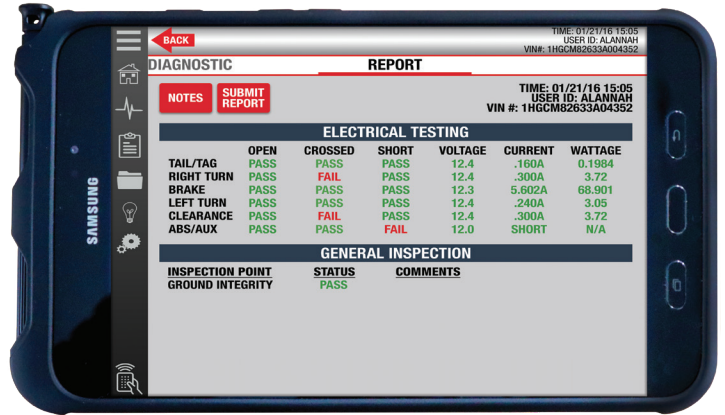 TIME: 01/21/16 15:05
BACK
USER ID: ALANNAH
VIN#: 1HGCM82633A004352
DIAGNOSTIC REPORT
NOTES
SUBMIT
REPORT
TIME: 01/21/16 15:05
USER ID: ALANNAH
VIN #: 1HGCM82633A004352
ELECTRICAL TESTING
OPEN CROSSED SHORT VOLTAGE CURRENT WATTAGE
TAIL/TAG PASS PASS PASS 12.4 .160A 0.1984
RIGHT TURN PASS FAIL PASS 12.4 .300A 3.72
BRAKE PASS PASS PASS 12.3 5.602A 68.901
LEFT TURN PASS PASS PASS 12.4 .240A 3.05
CLEARANCE PASS FAIL PASS 12.4 .300A 3.72
ABS/AUX PASS PASS FAIL 12.0 SHORT N/A
GENERAL INSPECTION
INSPECTION POINT STATUS COMMENTS
GROUND INTEGRITY PASS
SAMSUNG